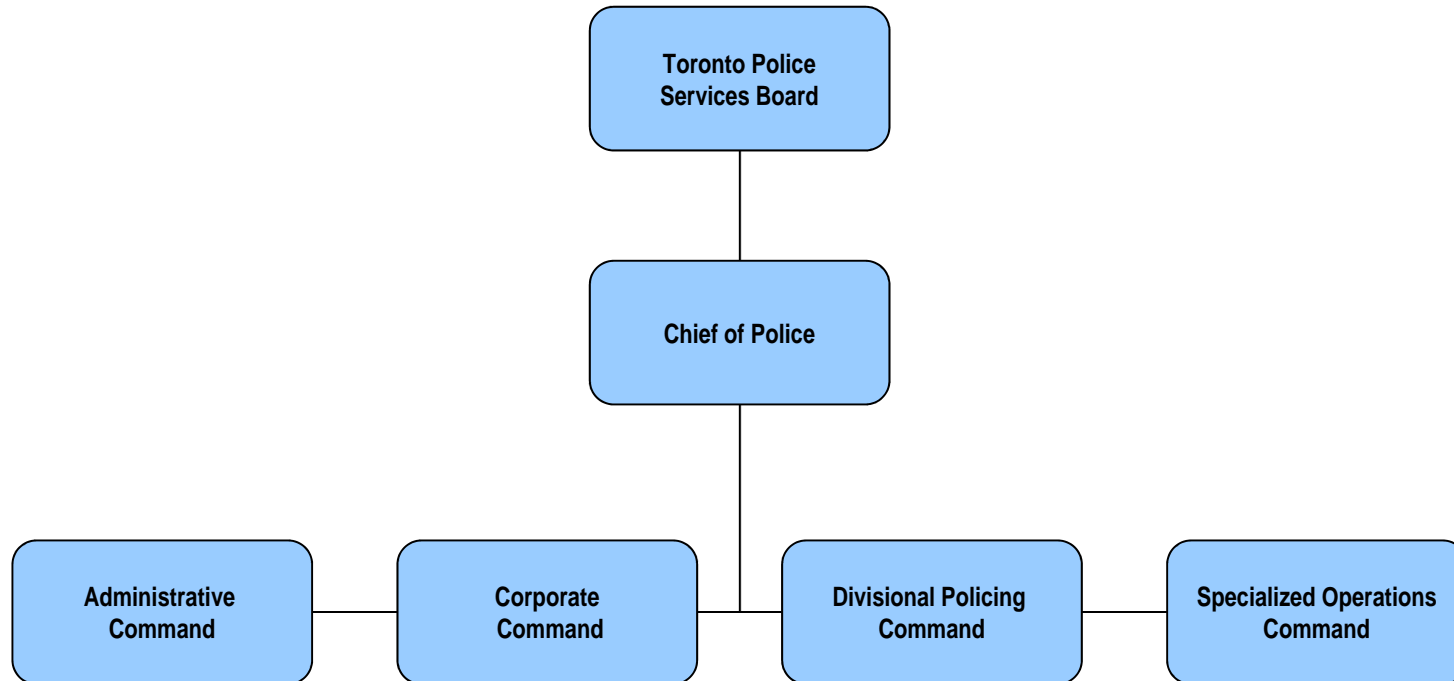 Toronto Police
Services Board
Chief of Police
Administrative
Command
Corporate
Command
Divisional Policing
Command
Specialized Operations
Command